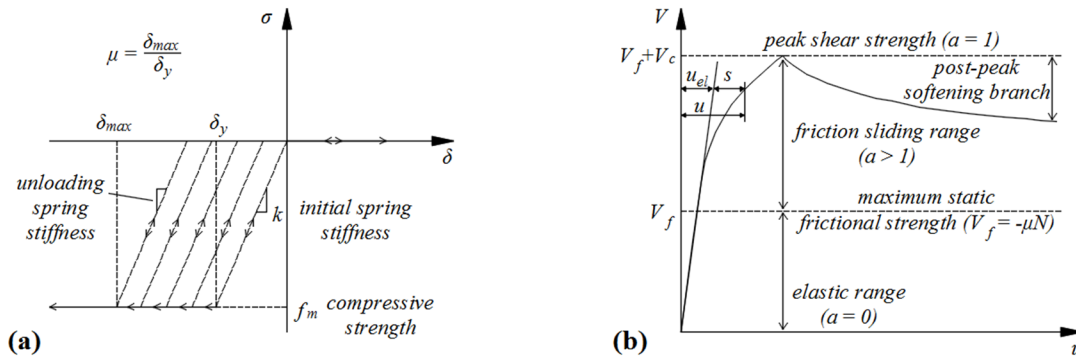 σ
μ = δmax / δy
δmax
δy
δ
unloading
spring
stiffness
k
initial spring
stiffness
fm
compressive
strength
(a)
V
peak shear strength (a = 1)
Vf+Vc
uel
s
u
post-peak
softening branch
friction sliding range
(a > 1)
maximum static
Vf
frictional strength (Vf = -μN)
elastic range
(a = 0)
(b)